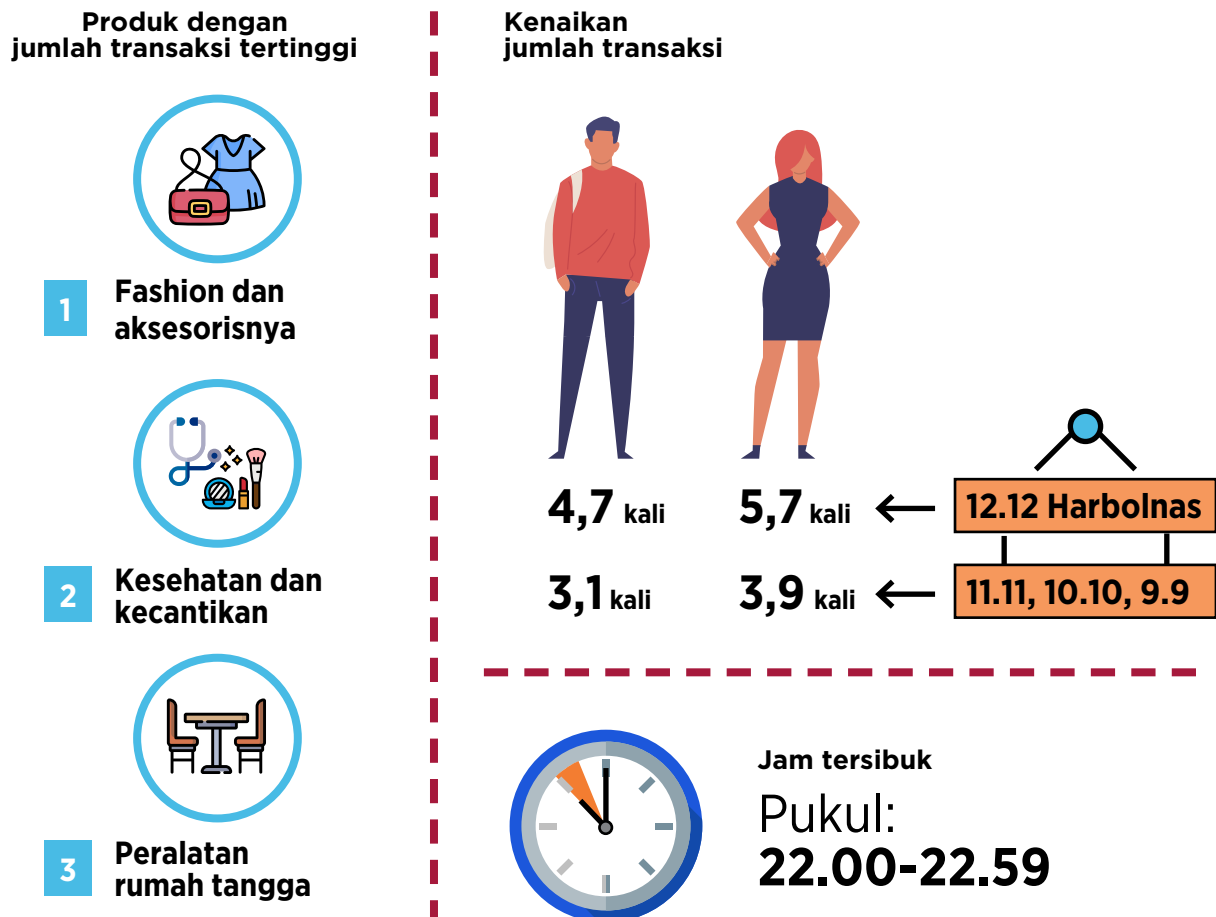 Produk dengan
jumlah transaksi tertinggi
1
Fashion dan
aksesorisnya
2
Kesehatan dan
kecantikan
3
Peralatan
rumah tangga
Kenaikan
jumlah transaksi
4,7 kali 5,7 kali 12.12 Harbolnas
3,1 kali 3,9 kali 11.11, 10.10, 9.9
Jam tersibuk
Pukul:
22.00-22.59